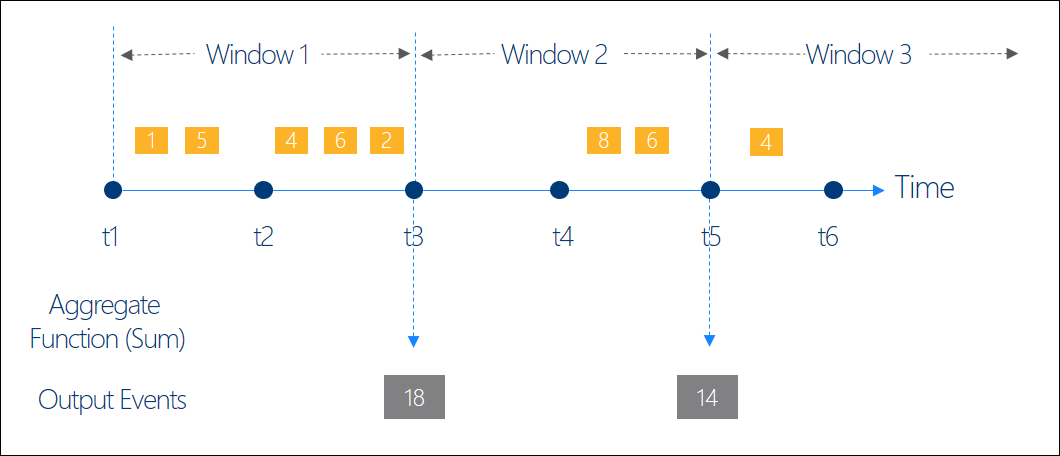 Window 1
Window 2
Window 3
1
5
4
6
2
8
6
4
Time
t1
t2
t3
t4
t5
t6
Aggregate
Function (Sum)
Output Events
18
14